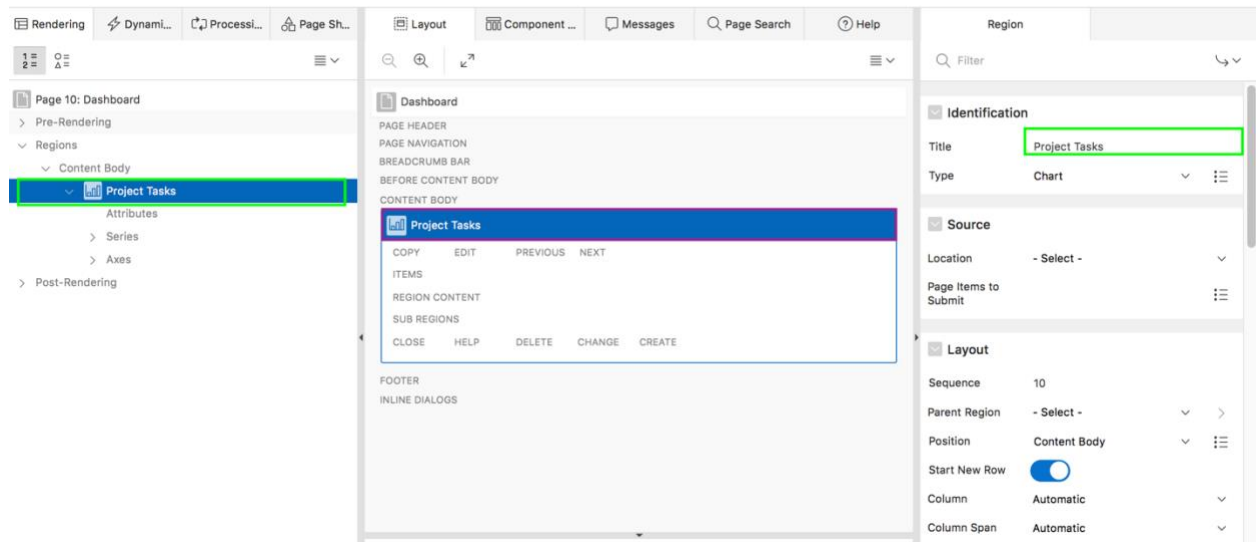 Rendering
Dynami...
Processi...
Page Sh...
Page 10: Dashboard
Pre-Rendering
Regions
Content Body
Project Tasks
Attributes
Series
Axes
Post-Rendering
Layout
Component ...
Messages
Page Search
Help
Dashboard
PAGE HEADER
PAGE NAVIGATION
BREADCRUMB BAR
BEFORE CONTENT BODY
CONTENT BODY
Project Tasks
COPY EDIT PREVIOUS NEXT
ITEMS
REGION CONTENT
SUB REGIONS
CLOSE HELP DELETE CHANGE CREATE
FOOTER
INLINE DIALOGS
Region
Filter
Identification
Title Project Tasks
Type Chart
Source
Location - Select -
Page Items to
Submit
Layout
Sequence 10
Parent Region - Select -
Position Content Body
Start New Row
Column Automatic
Column Span Automatic